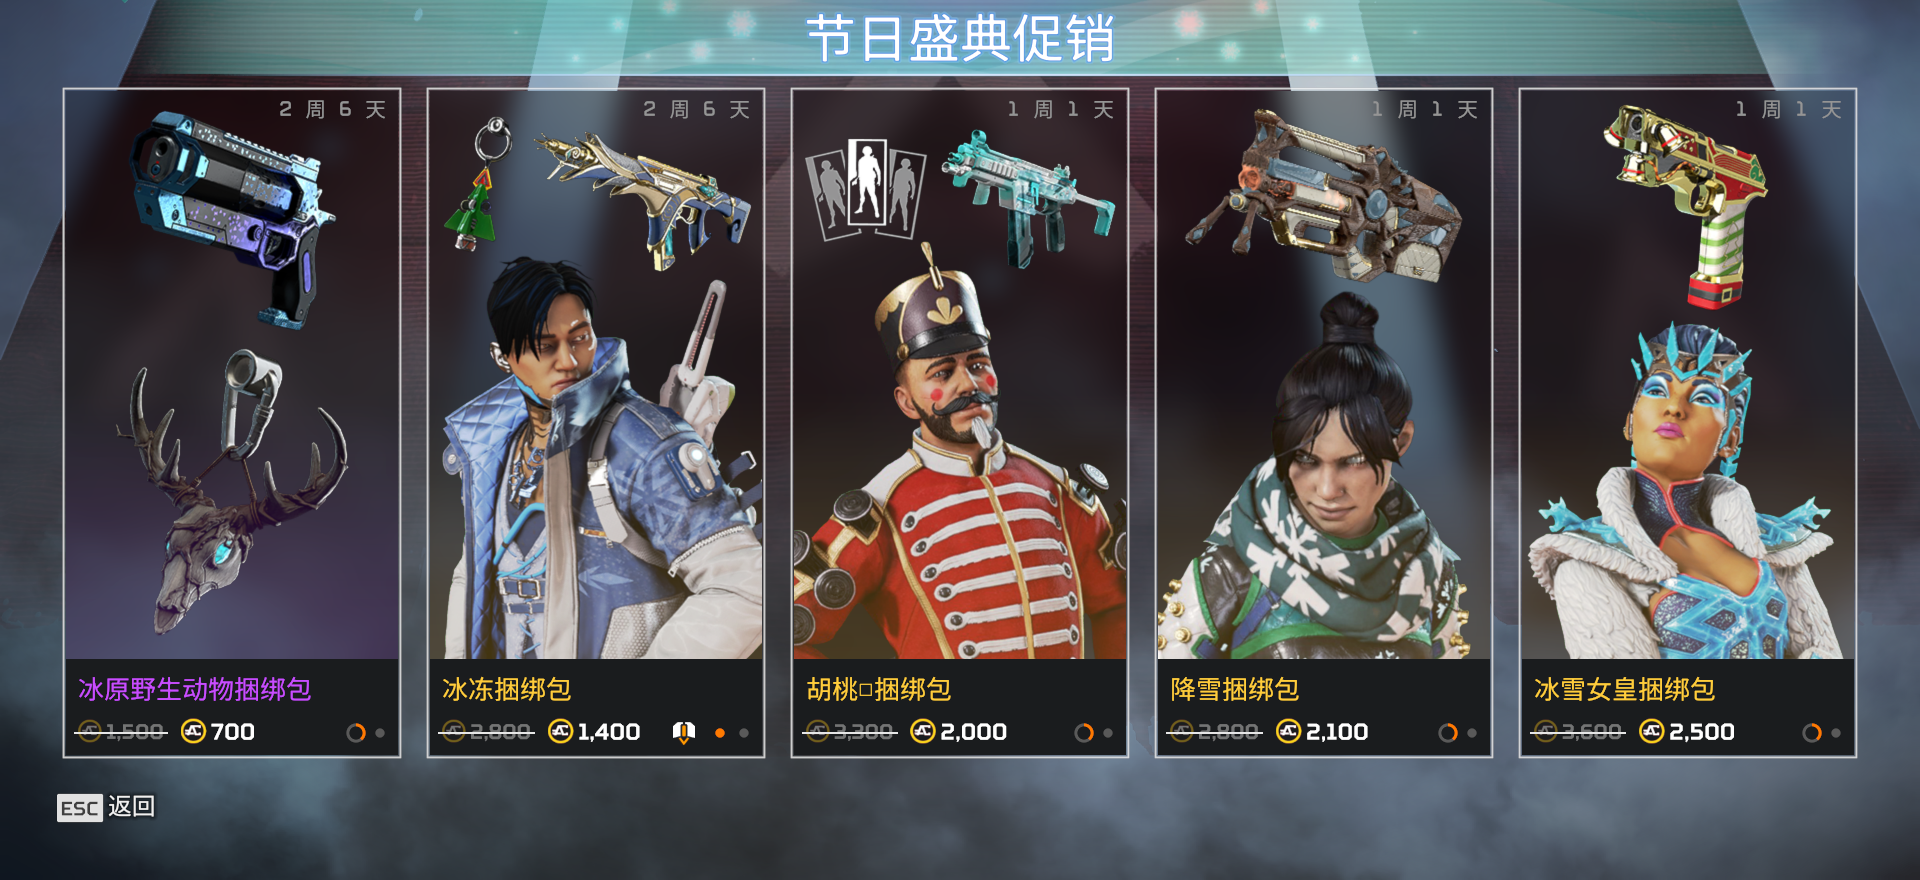 节日盛典促销
2 周 6 天
2 周 6 天
1 周 1 天
1 周 1 天
1 周 1 天
冰原野生动物捆绑包
1,500 700
冰冻捆绑包
2,800 1,400
胡桃□捆绑包
3,300 2,000
降雪捆绑包
2,800 2,100
冰雪女皇捆绑包
3,600 2,500
ESC 返回